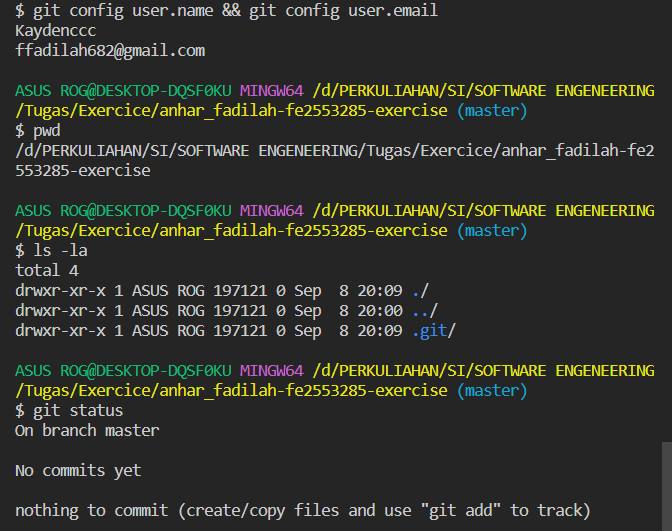 $ git config user.name && git config user.email
Kaydenccc
ffadilah682@gmail.com
ASUS ROG@DESKTOP-DQSF0KU MINGW64 /d/PERKULIAHAN/SI/SOFTWARE ENGENEERING
/Tugas/Exercice/anhar_fadilah-fe2553285-exercise (master)
$ pwd
/d/PERKULIAHAN/SI/SOFTWARE ENGENEERING/Tugas/Exercice/anhar_fadilah-fe2
553285-exercise
ASUS ROG@DESKTOP-DQSF0KU MINGW64 /d/PERKULIAHAN/SI/SOFTWARE ENGENEERING
/Tugas/Exercice/anhar_fadilah-fe2553285-exercise (master)
$ ls -la
total 4
drwxr-xr-x 1 ASUS ROG 197121 0 Sep  8 20:09 ./
drwxr-xr-x 1 ASUS ROG 197121 0 Sep  8 20:00 ../
drwxr-xr-x 1 ASUS ROG 197121 0 Sep  8 20:09 .git/
ASUS ROG@DESKTOP-DQSF0KU MINGW64 /d/PERKULIAHAN/SI/SOFTWARE ENGENEERING
/Tugas/Exercice/anhar_fadilah-fe2553285-exercise (master)
$ git status
On branch master
No commits yet
nothing to commit (create/copy files and use "git add" to track)